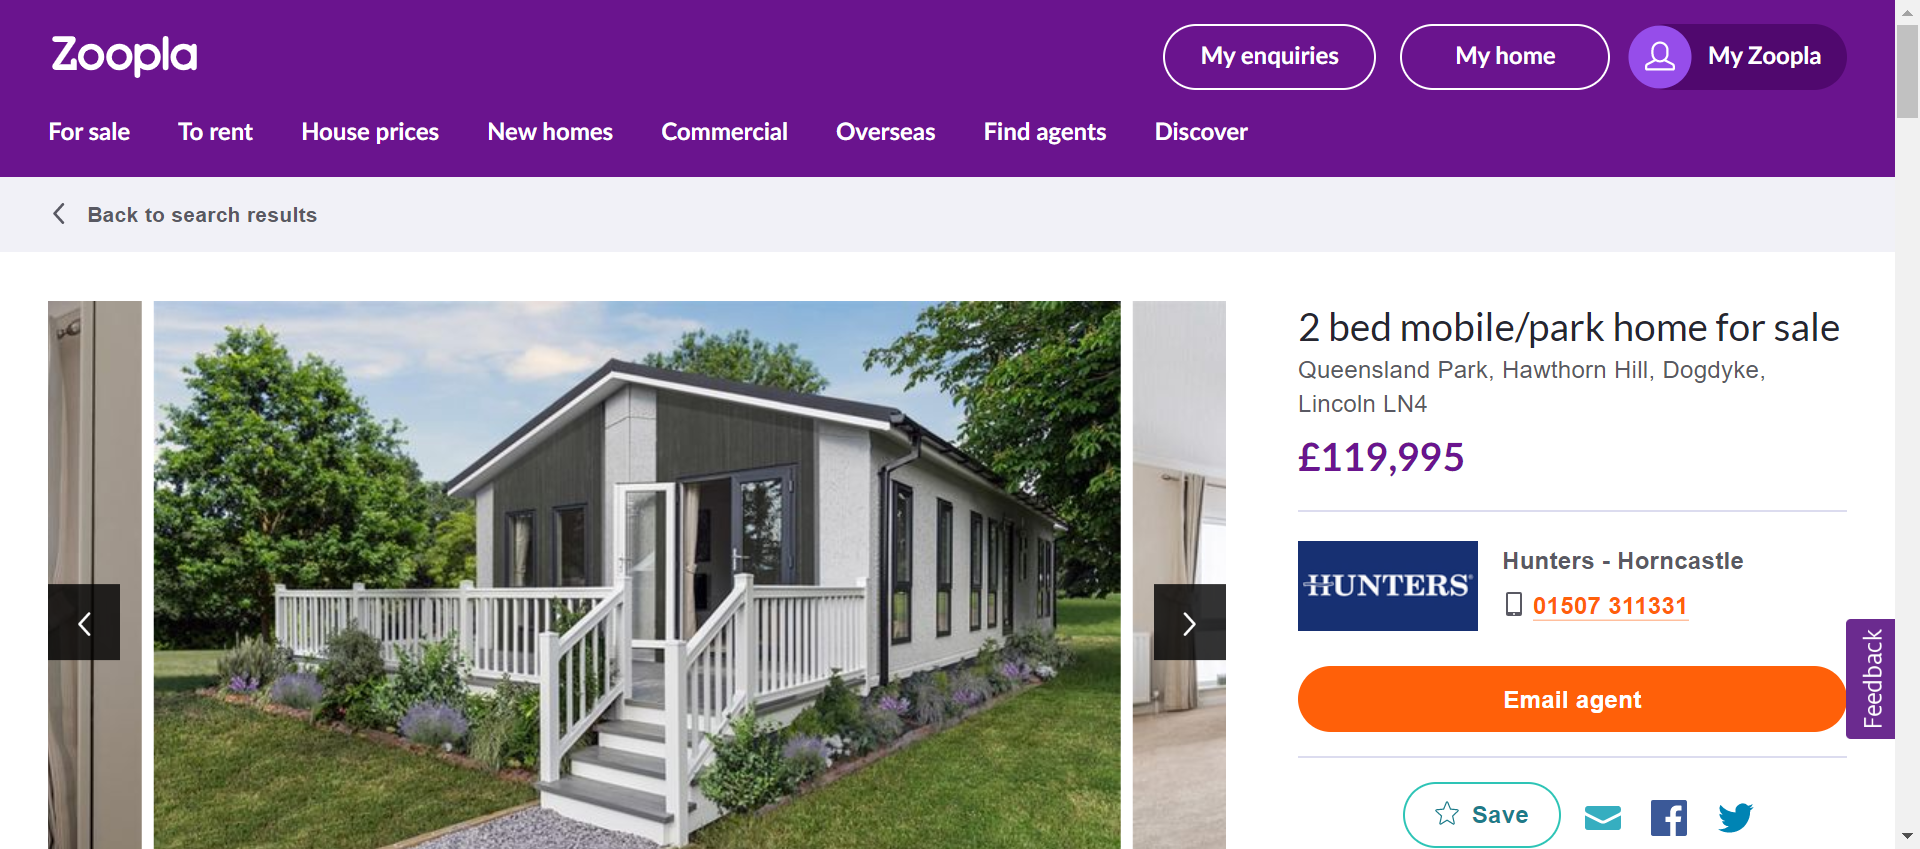 Zoopla
My enquiries
My home
My Zoopla
For sale
To rent
House prices
New homes
Commercial
Overseas
Find agents
Discover
Back to search results
2 bed mobile/park home for sale
Queensland Park, Hawthorn Hill, Dogdyke,
Lincoln LN4
£119,995
HUNTERS®
Hunters - Horncastle
01507 311331
Email agent
Feedback
Save